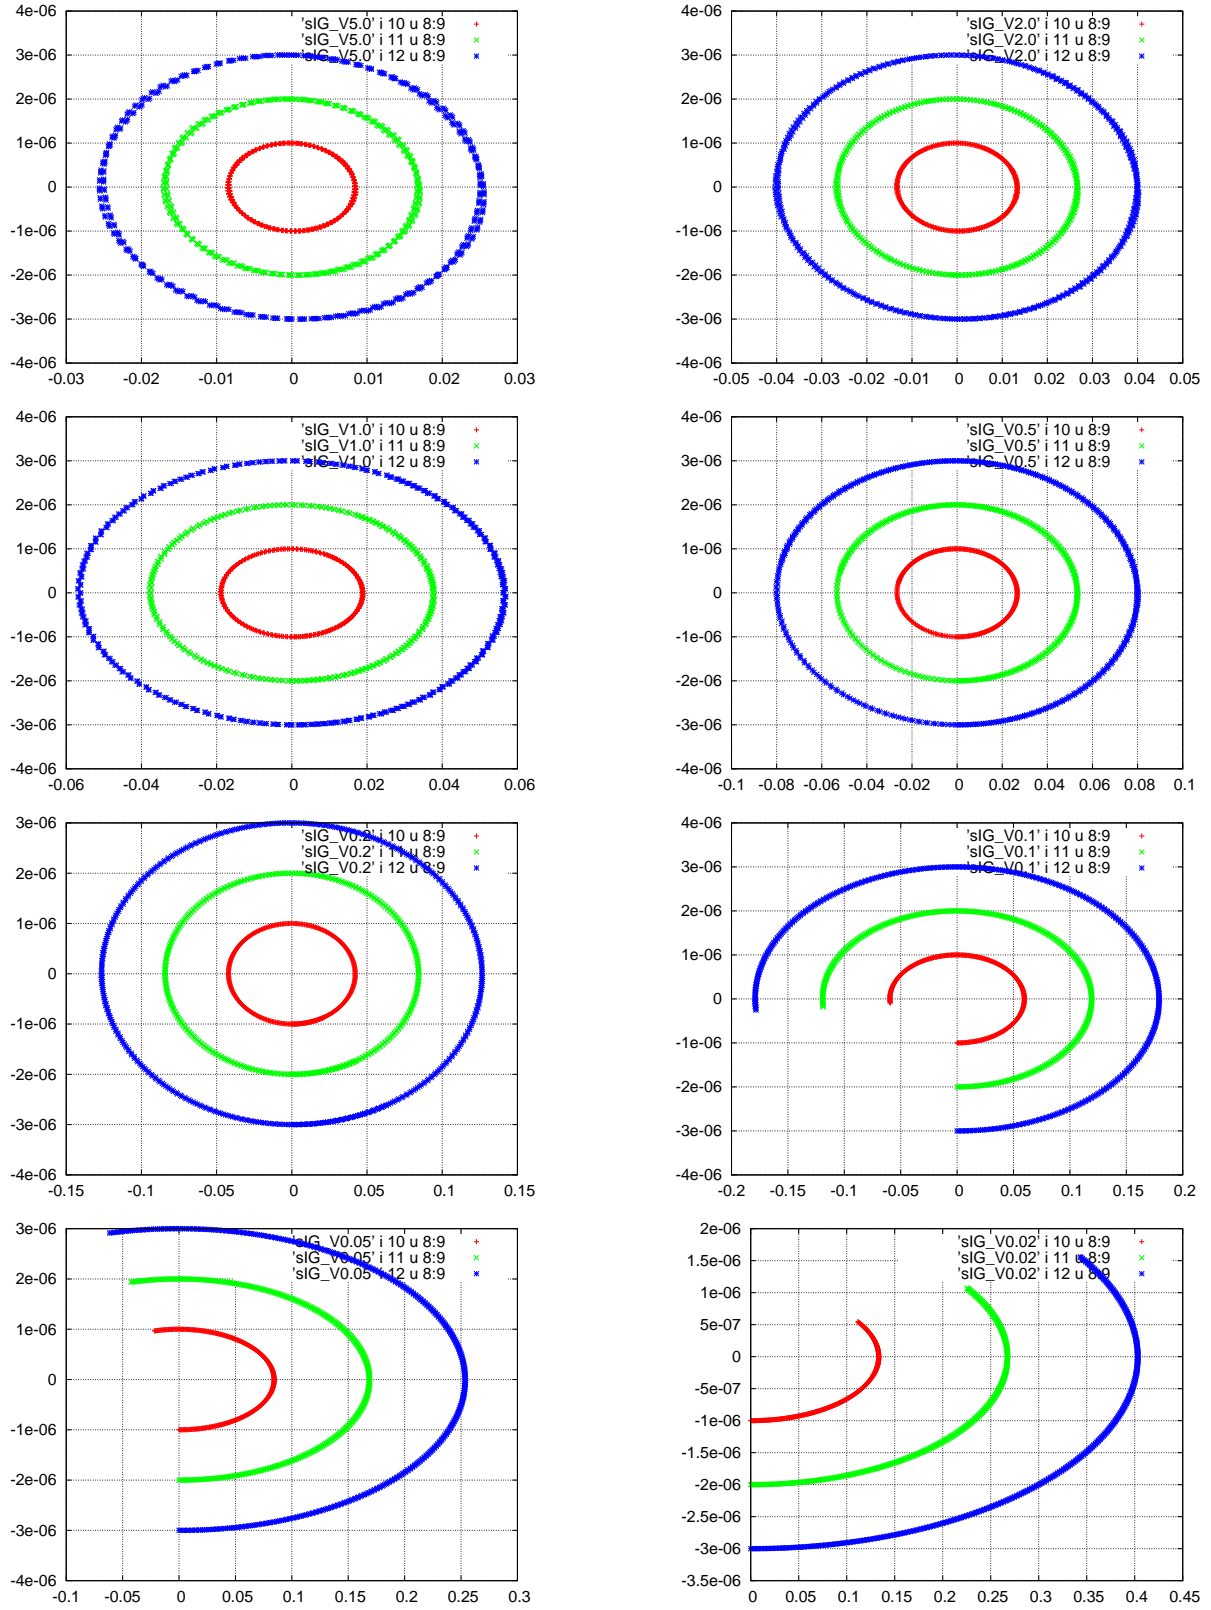 4e-06
3e-06
2e-06
1e-06
0
-1e-06
-2e-06
-3e-06
-4e-06
-0.03 -0.02 -0.01 0 0.01 0.02 0.03
'sIG_V5.0' i 10 u 8:9
'sIG_V5.0' i 11 u 8:9
'sIG_V5.0' i 12 u 8:9
4e-06
3e-06
2e-06
1e-06
0
-1e-06
-2e-06
-3e-06
-4e-06
-0.05 -0.04 -0.03 -0.02 -0.01 0 0.01 0.02 0.03 0.04 0.05
'sIG_V2.0' i 10 u 8:9
'sIG_V2.0' i 11 u 8:9
'sIG_V2.0' i 12 u 8:9
4e-06
3e-06
2e-06
1e-06
0
-1e-06
-2e-06
-3e-06
-4e-06
-0.06 -0.04 -0.02 0 0.02 0.04 0.06
'sIG_V1.0' i 10 u 8:9
'sIG_V1.0' i 11 u 8:9
'sIG_V1.0' i 12 u 8:9
4e-06
3e-06
2e-06
1e-06
0
-1e-06
-2e-06
-3e-06
-4e-06
-0.1 -0.08 -0.06 -0.04 -0.02 0 0.02 0.04 0.06 0.08 0.1
'sIG_V0.5' i 10 u 8:9
'sIG_V0.5' i 11 u 8:9
'sIG_V0.5' i 12 u 8:9
3e-06
2e-06
1e-06
0
-1e-06
-2e-06
-3e-06
-4e-06
-0.15 -0.1 -0.05 0 0.05 0.1 0.15
'sIG_V0.2' i 10 u 8:9
'sIG_V0.2' i 11 u 8:9
'sIG_V0.2' i 12 u 8:9
4e-06
3e-06
2e-06
1e-06
0
-1e-06
-2e-06
-3e-06
-4e-06
-0.2 -0.15 -0.1 -0.05 0 0.05 0.1 0.15 0.2
'sIG_V0.1' i 10 u 8:9
'sIG_V0.1' i 11 u 8:9
'sIG_V0.1' i 12 u 8:9
3e-06
2e-06
1e-06
0
-1e-06
-2e-06
-3e-06
-4e-06
-0.1 -0.05 0 0.05 0.1 0.15 0.2 0.25 0.3
'sIG_V0.05' i 10 u 8:9
'sIG_V0.05' i 11 u 8:9
'sIG_V0.05' i 12 u 8:9
2e-06
1.5e-06
1e-06
5e-07
0
-5e-07
-1e-06
-1.5e-06
-2e-06
-2.5e-06
-3e-06
-3.5e-06
0 0.05 0.1 0.15 0.2 0.25 0.3 0.35 0.4 0.45
'sIG_V0.02' i 10 u 8:9
'sIG_V0.02' i 11 u 8:9
'sIG_V0.02' i 12 u 8:9